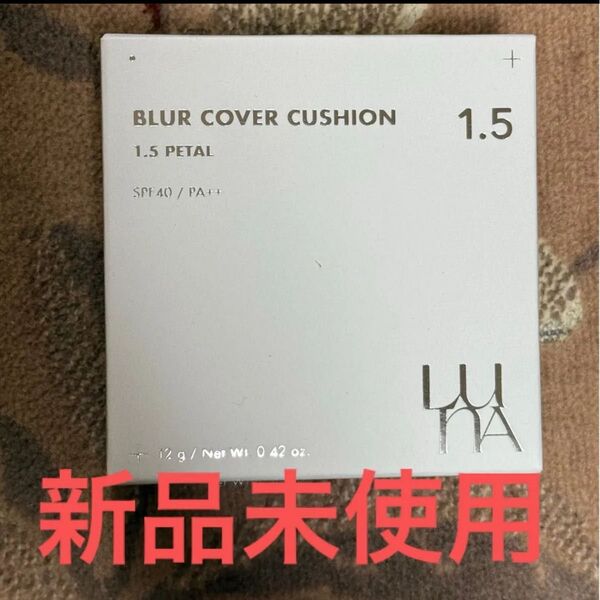 BLUR COVER CUSHION 1.5
1.5 PETAL
SPF40 / PA++
LUNA
12 g / Net Wt. 0.42 oz.
新品未使用